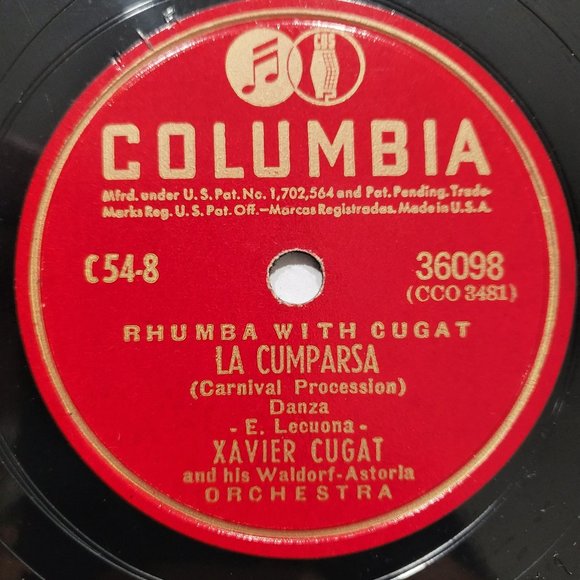 CBS
COLUMBIA
Mfrd. under U.S. Pat. No. 1,702,564 and Pat. Pending. Trade-
Marks Reg. U.S. Pat. Off.—Marcas Registradas. Made in U.S.A.
C 54-8
36098
(CCO 3481)
RHUMBA WITH CUGAT
LA CUMPARSA
(Carnival Procession)
Danza
- E. Lecuona -
XAVIER CUGAT
and his Waldorf-Astoria
ORCHESTRA